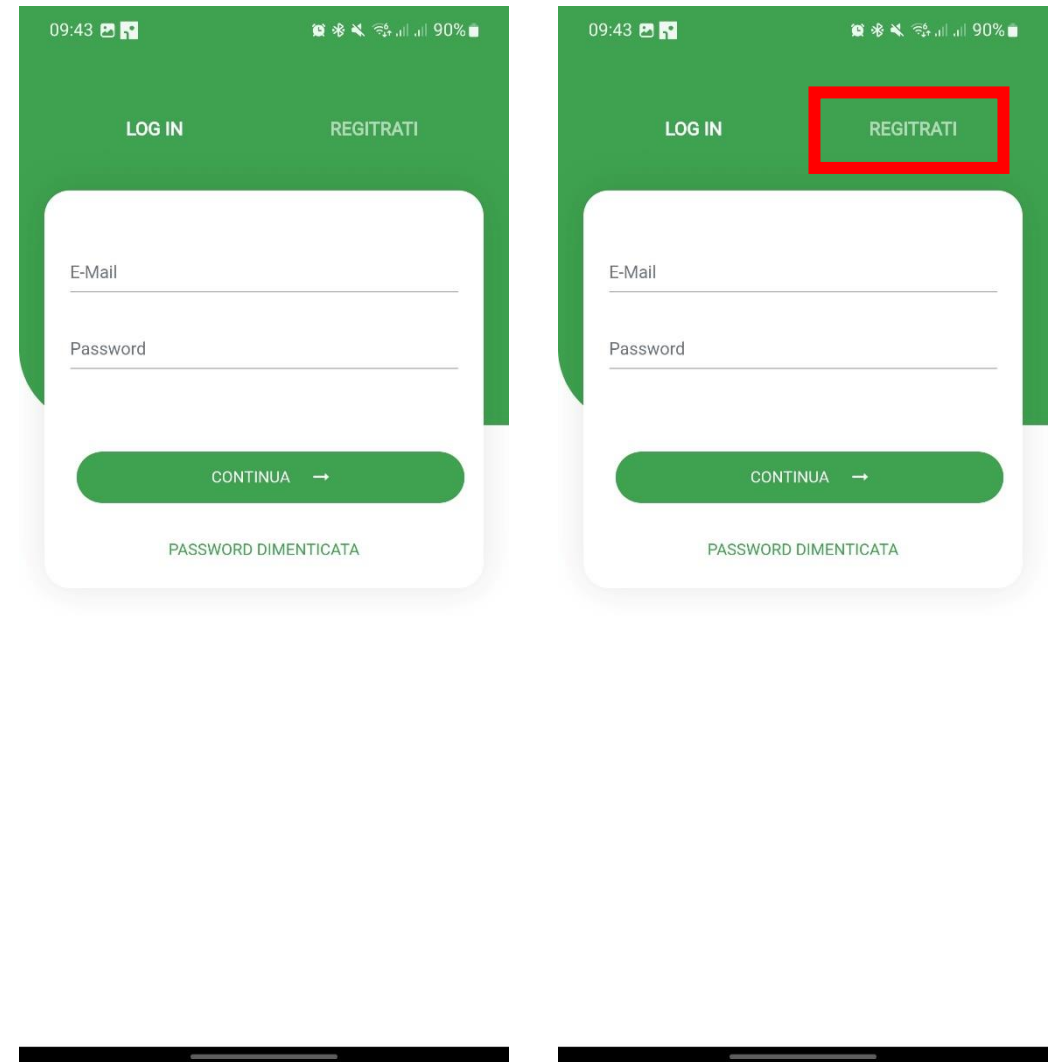 09:43 90%
LOG IN REGITRATI
E-Mail
Password
CONTINUA →
PASSWORD DIMENTICATA
09:43 90%
LOG IN REGITRATI
E-Mail
Password
CONTINUA →
PASSWORD DIMENTICATA